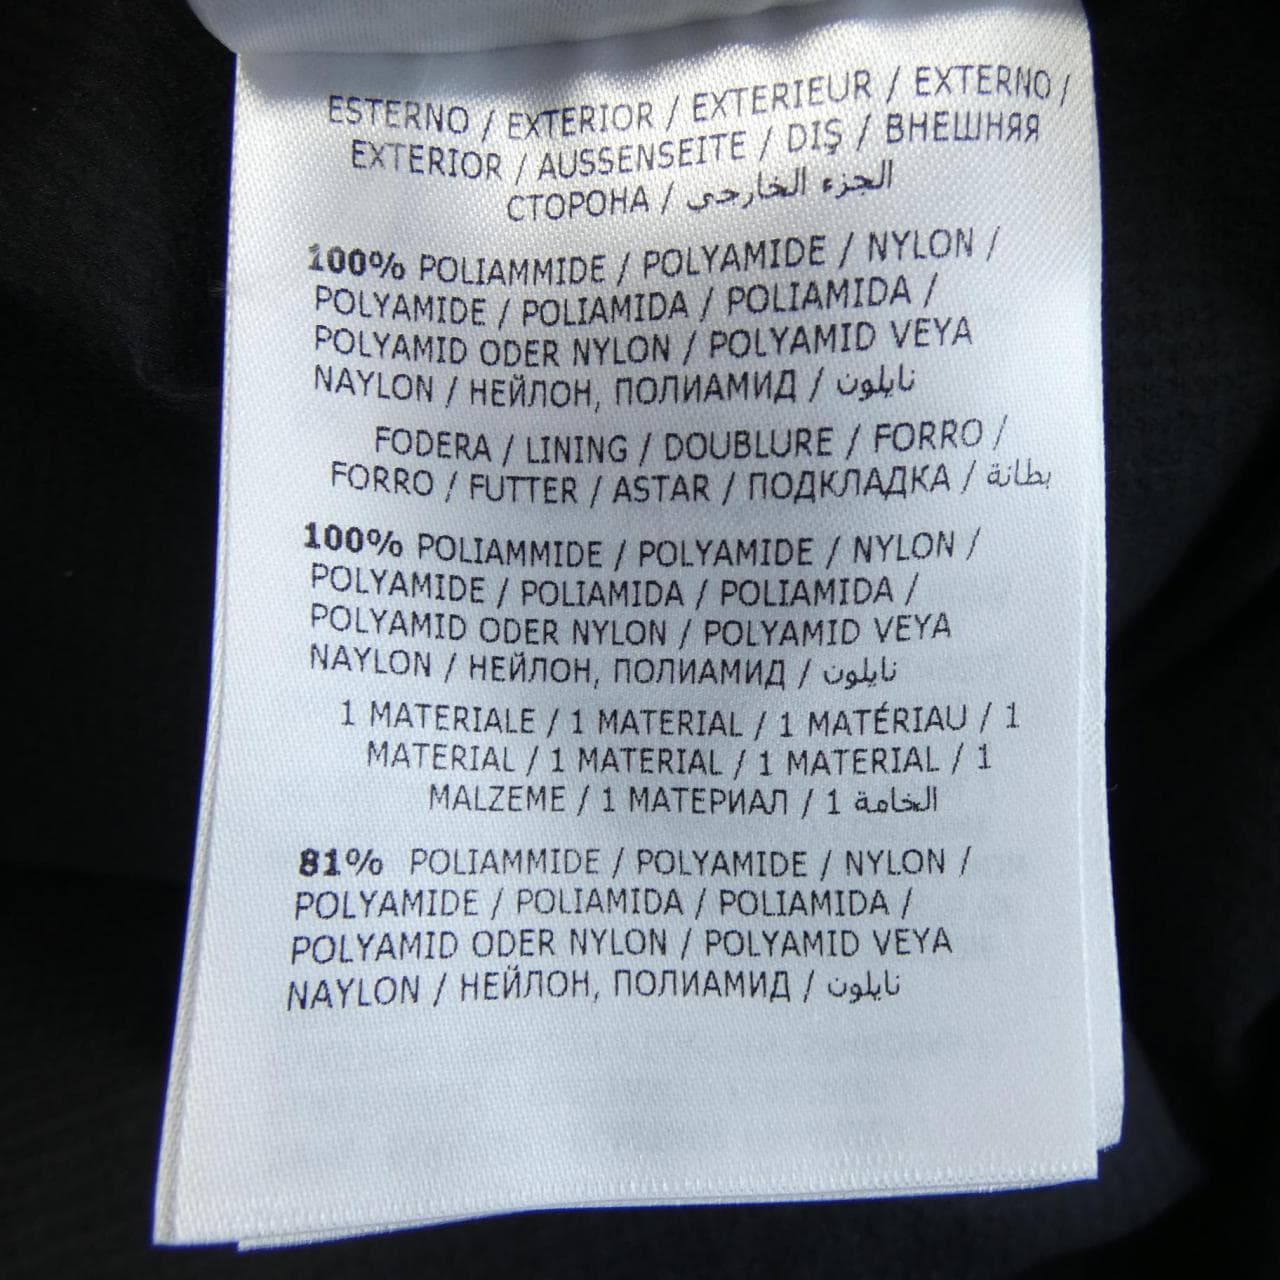 ESTERNO / EXTERIOR / EXTERIEUR / EXTERNO /
EXTERIOR / AUSSENSEITE / DIŞ / ВНЕШНЯЯ
СТОРОНА / الجزء الخارجي
100% POLIAMMIDE / POLYAMIDE / NYLON /
POLYAMIDE / POLIAMIDA / POLIAMIDA /
POLYAMID ODER NYLON / POLYAMID VEYA
NAYLON / НЕЙЛОН, ПОЛИАМИД / نايلون
FODERA / LINING / DOUBLURE / FORRO /
FORRO / FUTTER / ASTAR / ПОДКЛАДКА / بطانة
100% POLIAMMIDE / POLYAMIDE / NYLON /
POLYAMIDE / POLIAMIDA / POLIAMIDA /
POLYAMID ODER NYLON / POLYAMID VEYA
NAYLON / НЕЙЛОН, ПОЛИАМИД / نايلون
1 MATERIALE / 1 MATERIAL / 1 MATÉRIAU / 1
MATERIAL / 1 MATERIAL / 1 MATERIAL / 1
MALZEME / 1 МАТЕРИАЛ / 1 الخامة
81% POLIAMMIDE / POLYAMIDE / NYLON /
POLYAMIDE / POLIAMIDA / POLIAMIDA /
POLYAMID ODER NYLON / POLYAMID VEYA
NAYLON / НЕЙЛОН, ПОЛИАМИД / نايلون